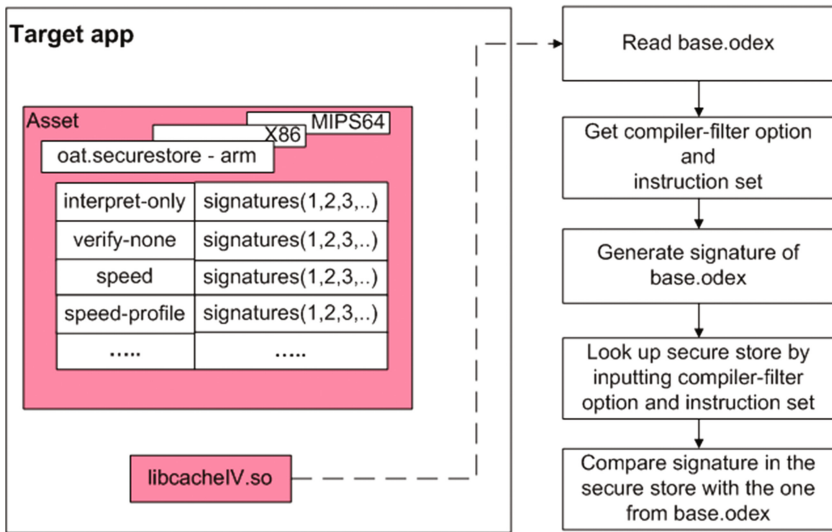 Target app
Asset
MIPS64
X86
oat.securestore - arm
interpret-only signatures(1,2,3,..)
verify-none signatures(1,2,3,..)
speed signatures(1,2,3,..)
speed-profile signatures(1,2,3,..)
..... .....
libcacheIV.so
Read base.odex
Get compiler-filter option
and
instruction set
Generate signature of
base.odex
Look up secure store by
inputting compiler-filter
option and instruction set
Compare signature in the
secure store with the one
from base.odex